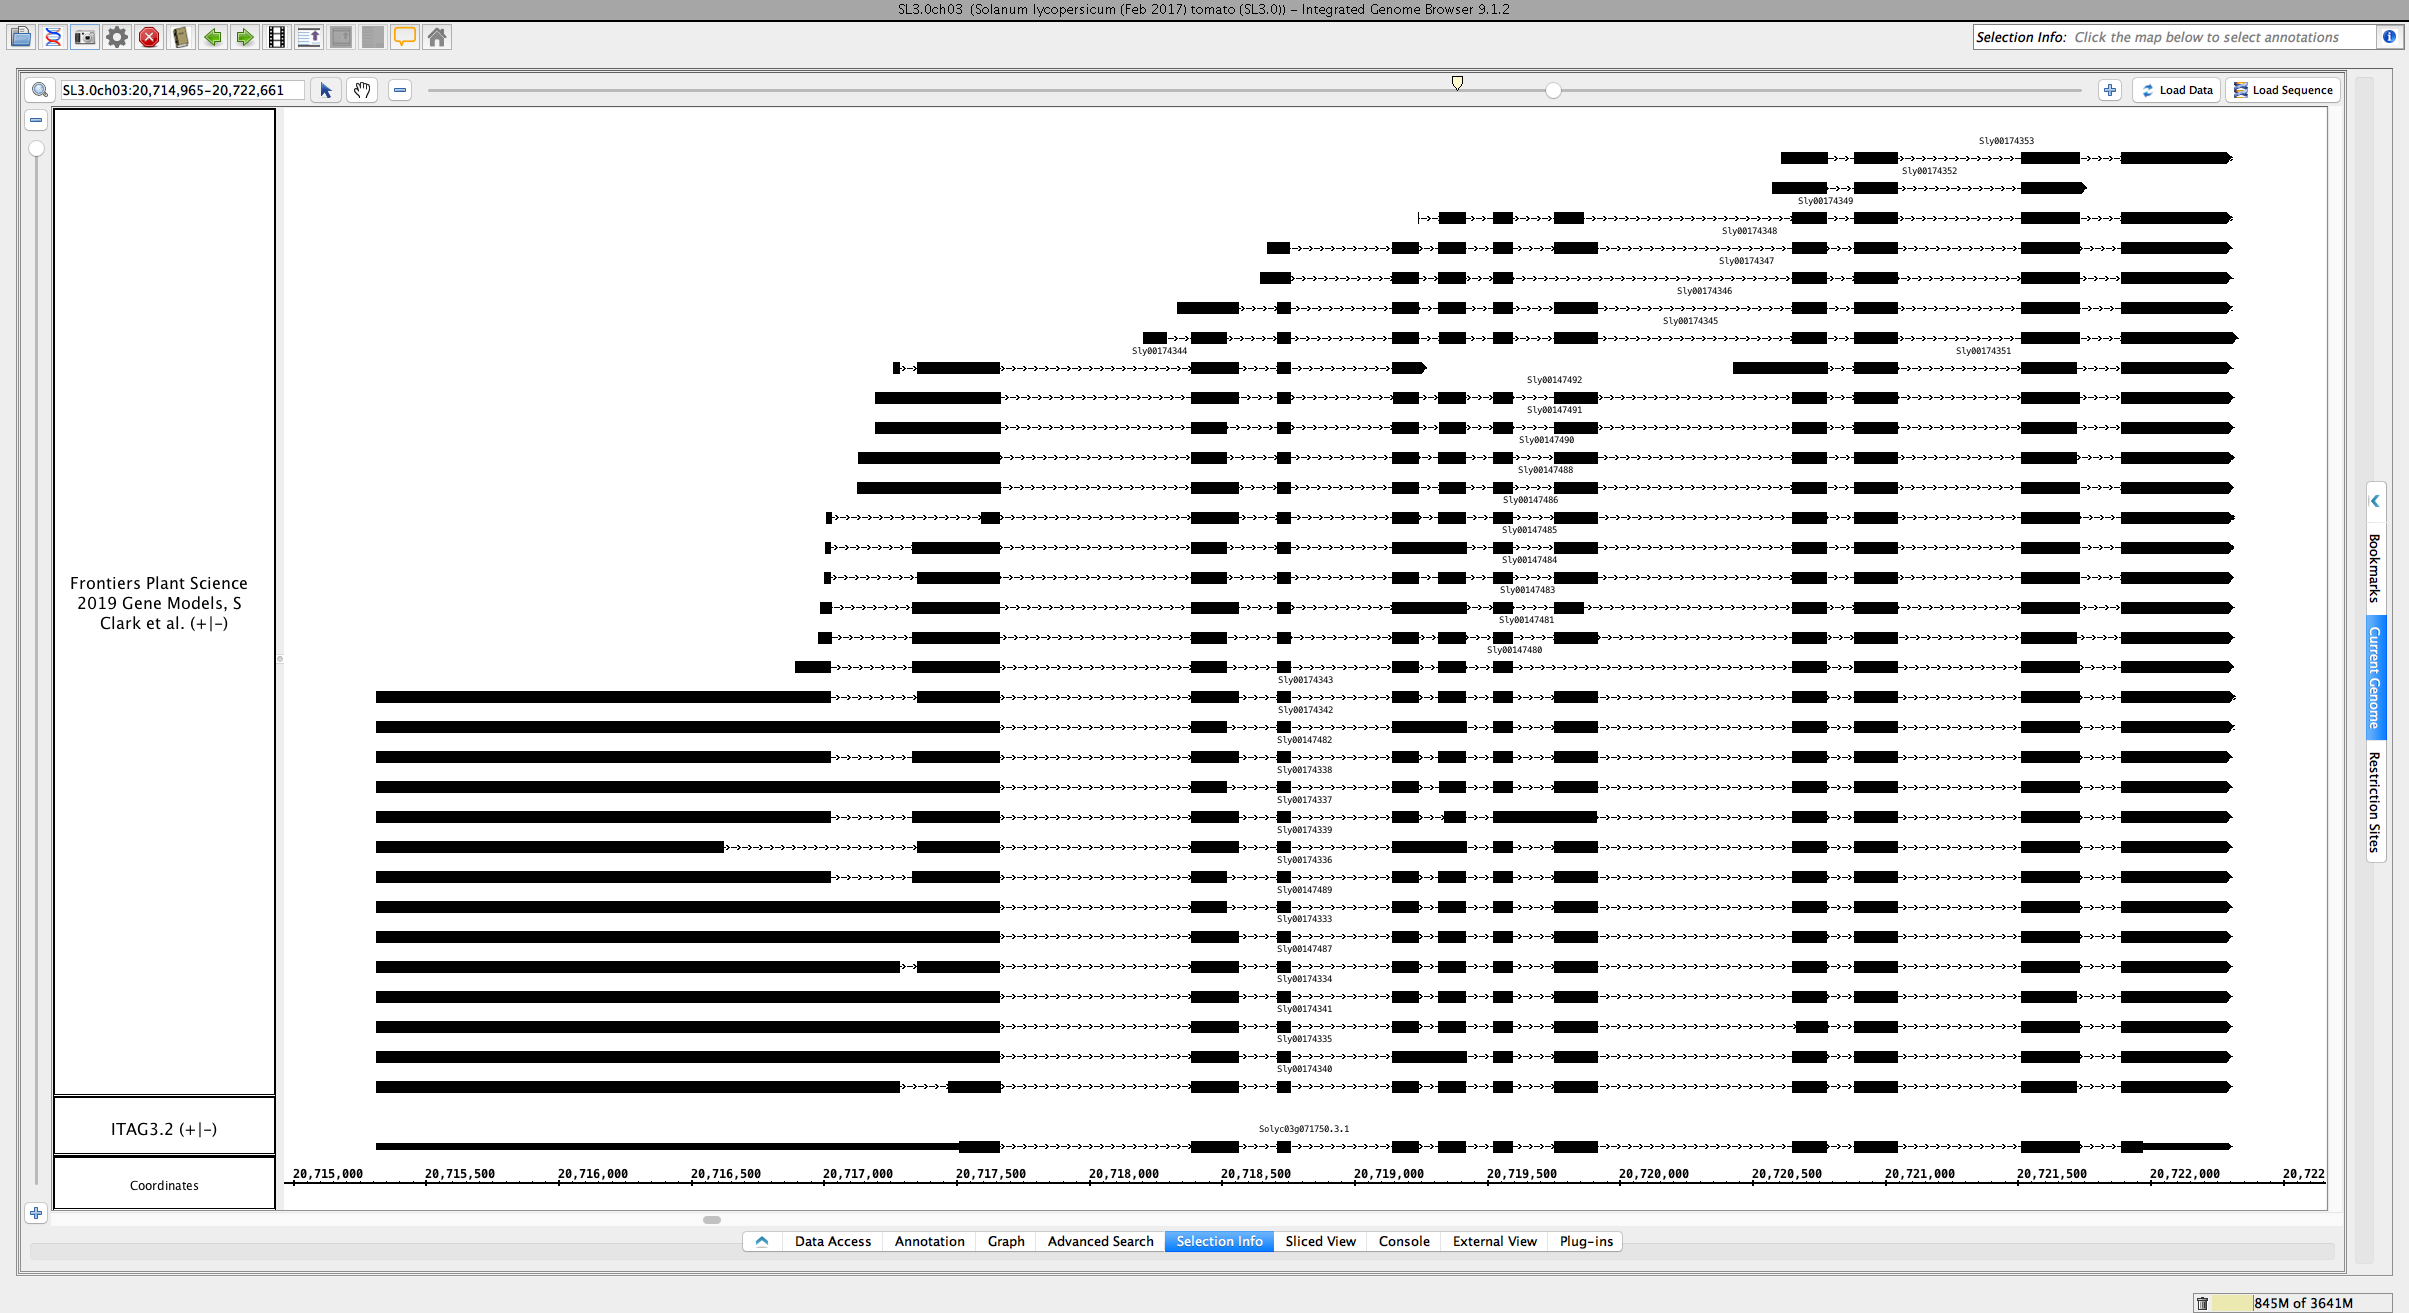 SL3.0ch03 (Solanum lycopersicum (Feb 2017) tomato (SL3.0)) – Integrated Genome Browser 9.1.2
Selection Info: Click the map below to select annotations
SL3.0ch03:20,714,965-20,722,661
Load Data
Load Sequence
Sly00174353
Sly00174352
Sly00174349
Sly00174348
Sly00174347
Sly00174346
Sly00174345
Sly00174344
Sly00174351
Sly00147492
Sly00147491
Sly00147490
Sly00147488
Sly00147486
Sly00147485
Sly00147484
Sly00147483
Sly00147481
Sly00147480
Sly00174343
Sly00174342
Sly00147482
Sly00174338
Sly00174337
Sly00174339
Sly00174336
Sly00147489
Sly00174333
Sly00147487
Sly00174334
Sly00174341
Sly00174335
Sly00174340
Frontiers Plant Science
2019 Gene Models, S
Clark et al. (+|-)
ITAG3.2 (+|-)
Solyc03g071750.3.1
Coordinates
20,715,000 20,715,500 20,716,000 20,716,500 20,717,000 20,717,500 20,718,000 20,718,500 20,719,000 20,719,500 20,720,000 20,720,500 20,721,000 20,721,500 20,722,000 20,722
Bookmarks
Current Genome
Restriction Sites
Data Access
Annotation
Graph
Advanced Search
Selection Info
Sliced View
Console
External View
Plug-ins
845M of 3641M